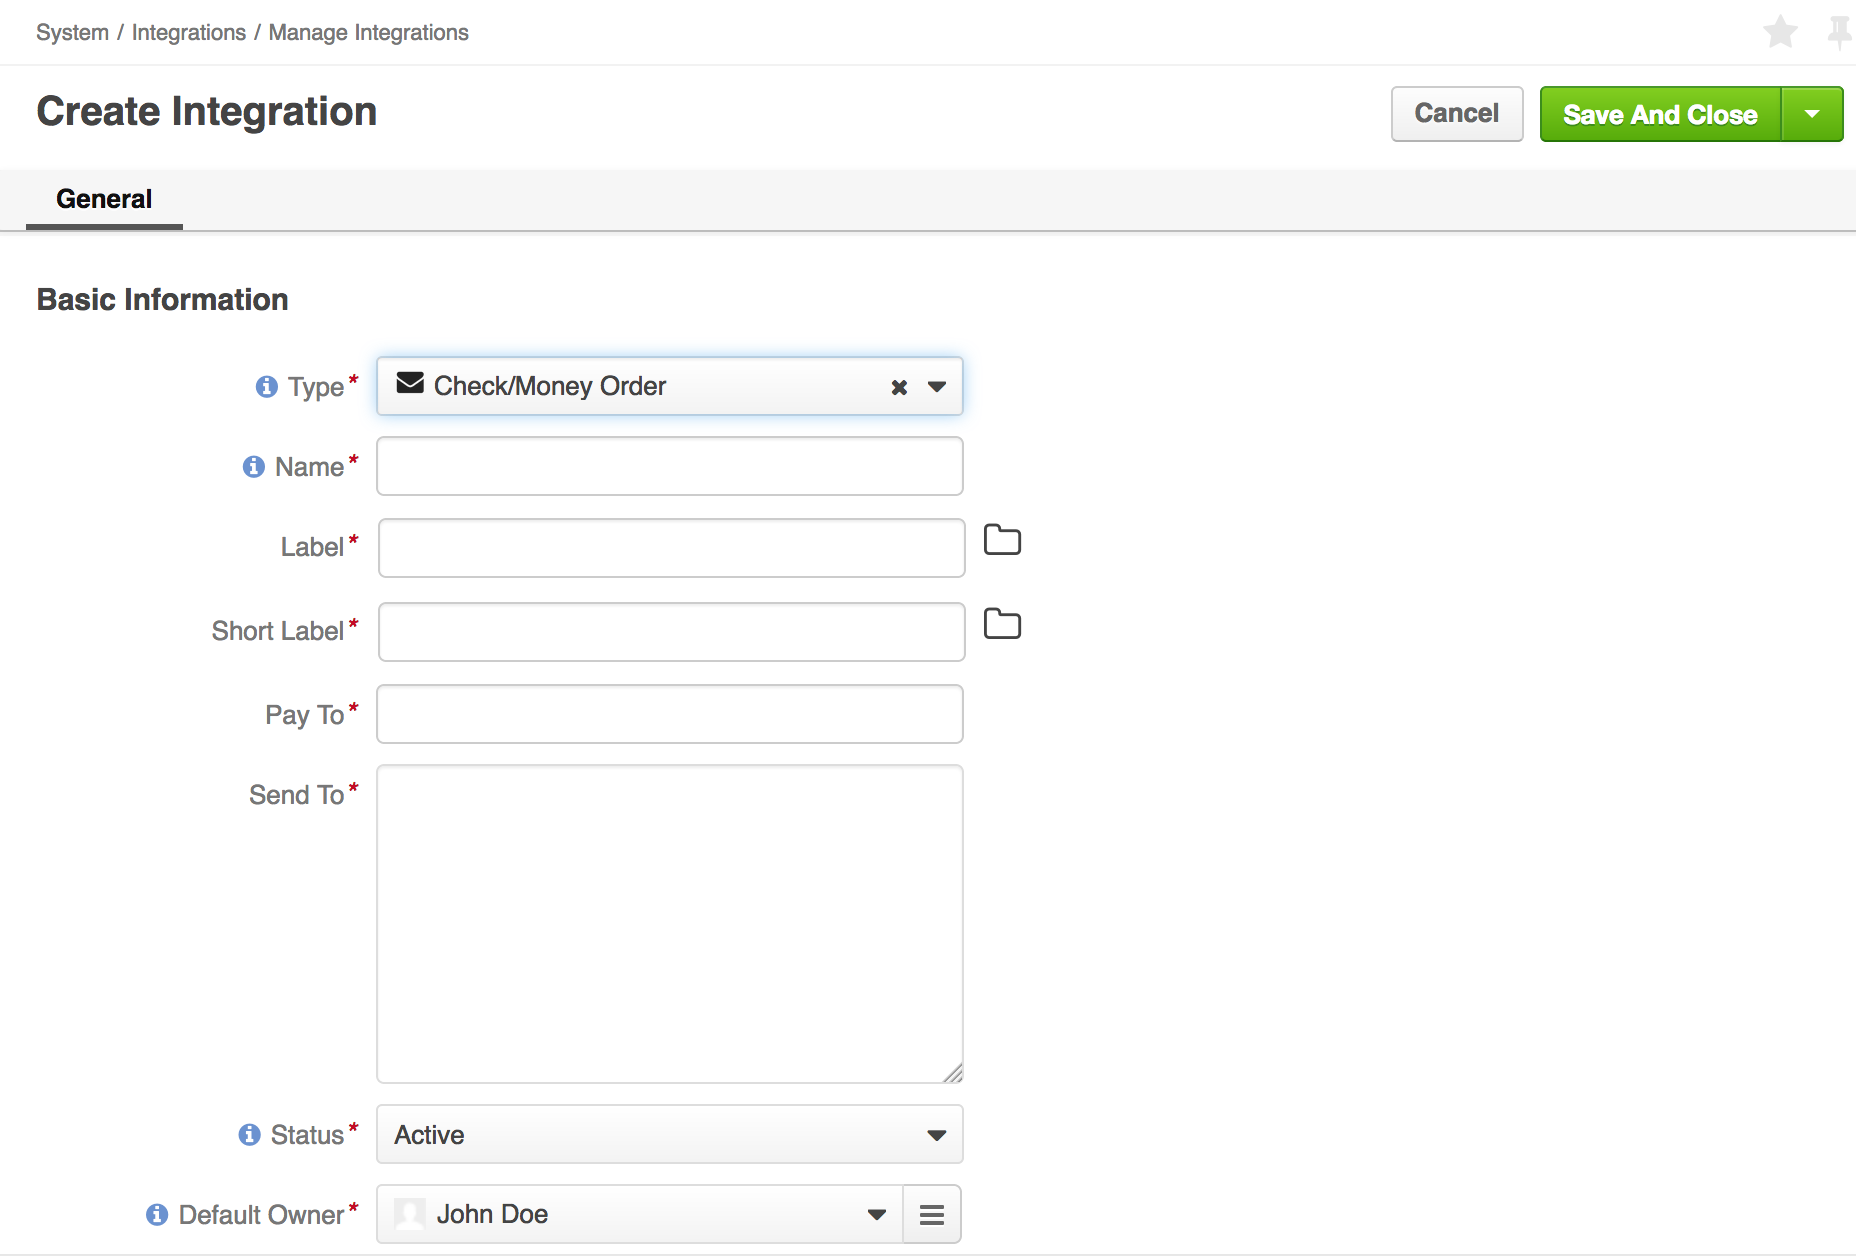 System / Integrations / Manage Integrations
Create Integration
Cancel
Save And Close
General
Basic Information
Type*
Check/Money Order
Name*
Label*
Short Label*
Pay To*
Send To*
Status*
Active
Default Owner*
John Doe